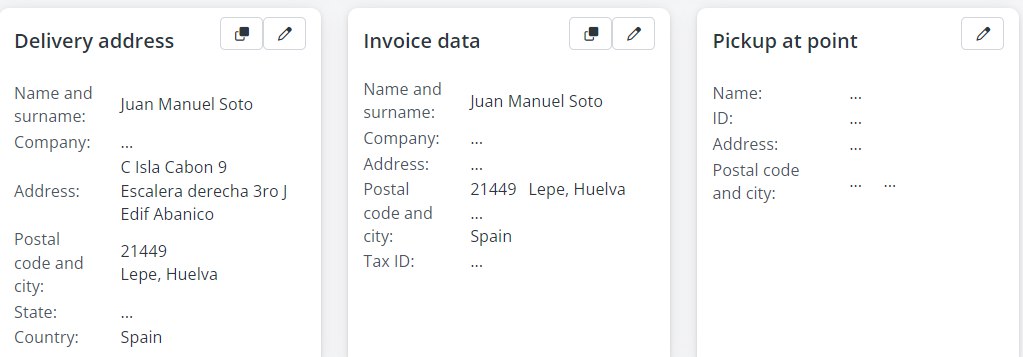 Delivery address
Name and
surname:
Juan Manuel Soto
Company:
...
Address:
C Isla Cabon 9
Escalera derecha 3ro J
Edif Abanico
Postal
code and
city:
21449
Lepe, Huelva
State:
...
Country:
Spain
Invoice data
Name and
surname:
Juan Manuel Soto
Company:
...
Address:
...
Postal
code and
city:
21449 Lepe, Huelva
...
Spain
Tax ID:
...
Pickup at point
Name:
...
ID:
...
Address:
...
Postal code
and city:
... ...